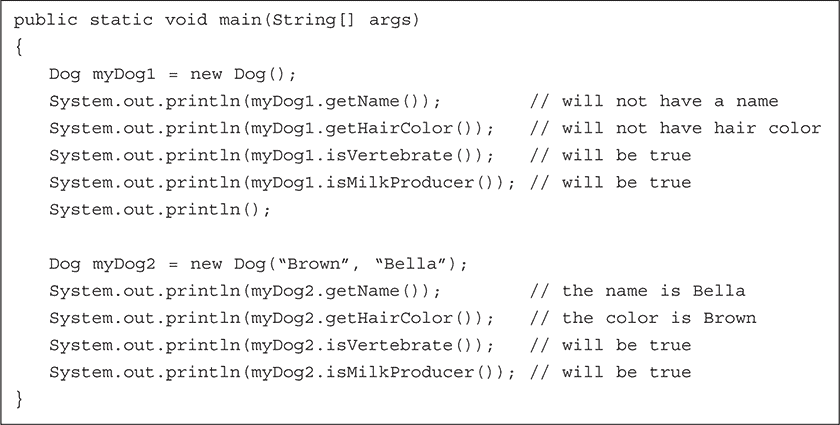 public static void main(String[] args)
{
Dog myDog1 = new Dog();
System.out.println(myDog1.getName()); // will not have a name
System.out.println(myDog1.getHairColor()); // will not have hair color
System.out.println(myDog1.isVertebrate()); // will be true
System.out.println(myDog1.isMilkProducer()); // will be true
System.out.println();
Dog myDog2 = new Dog(“Brown”, “Bella”);
System.out.println(myDog2.getName()); // the name is Bella
System.out.println(myDog2.getHairColor()); // the color is Brown
System.out.println(myDog2.isVertebrate()); // will be true
System.out.println(myDog2.isMilkProducer()); // will be true
}